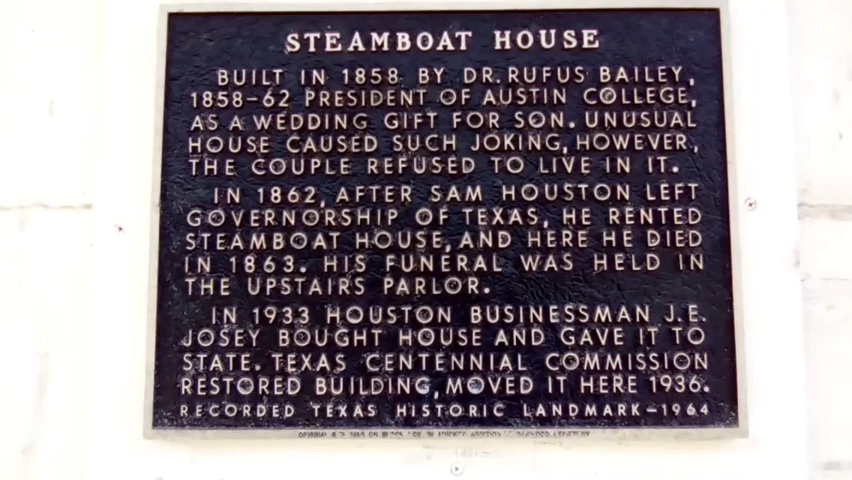 STEAMBOAT HOUSE
BUILT IN 1858 BY DR. RUFUS BAILEY,
1858-62 PRESIDENT OF AUSTIN COLLEGE,
AS A WEDDING GIFT FOR SON. UNUSUAL
HOUSE CAUSED SUCH JOKING, HOWEVER,
THE COUPLE REFUSED TO LIVE IN IT.
IN 1862, AFTER SAM HOUSTON LEFT
GOVERNORSHIP OF TEXAS, HE RENTED
STEAMBOAT HOUSE, AND HERE HE DIED
IN 1863. HIS FUNERAL WAS HELD IN
THE UPSTAIRS PARLOR.
IN 1933 HOUSTON BUSINESSMAN J.E.
JOSEY BOUGHT HOUSE AND GAVE IT TO
STATE. TEXAS CENTENNIAL COMMISSION
RESTORED BUILDING, MOVED IT HERE 1936.
RECORDED TEXAS HISTORIC LANDMARK-1964